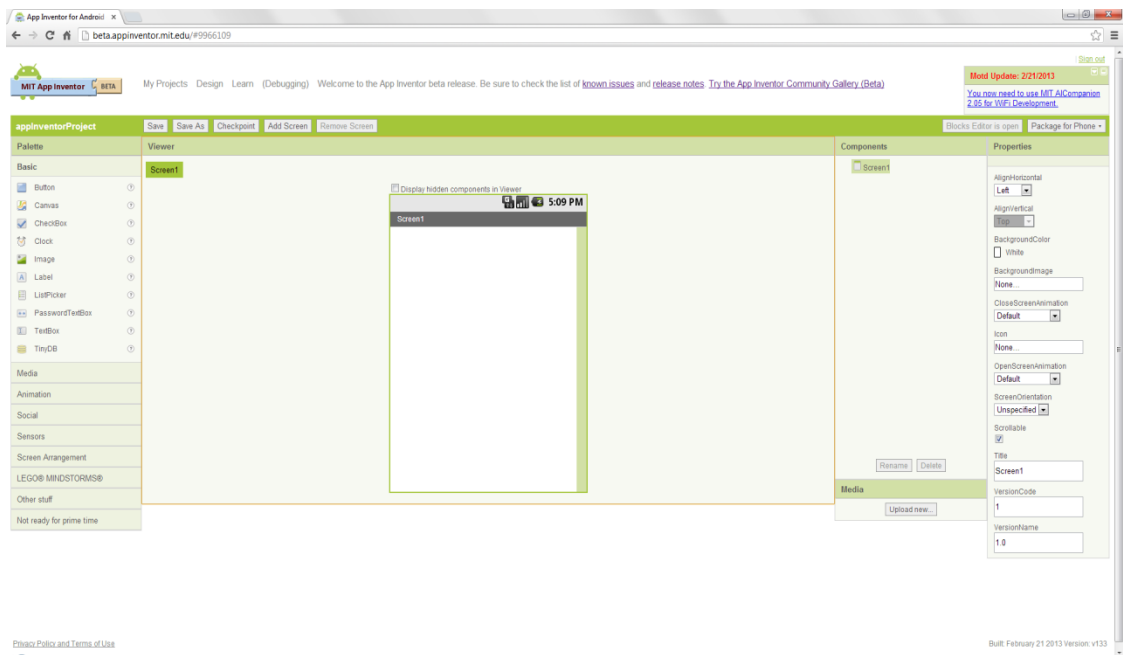 App Inventor for Android
beta.appinventor.mit.edu/#9966109
Sign out
MIT App Inventor BETA
My Projects Design Learn (Debugging) Welcome to the App Inventor beta release. Be sure to check the list of known issues and release notes. Try the App Inventor Community Gallery (Beta)
Motd Update: 2/21/2013
You now need to use MIT AICompanion
2.05 for WiFi Development.
appInventorProject Save Save As Checkpoint Add Screen Remove Screen Blocks Editor is open Package for Phone
Palette
Basic
Button
Canvas
CheckBox
Clock
Image
Label
ListPicker
PasswordTextBox
TextBox
TinyDB
Media
Animation
Social
Sensors
Screen Arrangement
LEGO® MINDSTORMS®
Other stuff
Not ready for prime time
Viewer
Screen1
Display hidden components in Viewer
5:09 PM
Screen1
Components
Screen1
Rename Delete
Media
Upload new...
Properties
AlignHorizontal
Left
AlignVertical
Top
BackgroundColor
White
BackgroundImage
None...
CloseScreenAnimation
Default
Icon
None...
OpenScreenAnimation
Default
ScreenOrientation
Unspecified
Scrollable
Title
Screen1
VersionCode
1
VersionName
1.0
Privacy Policy and Terms of Use
Built: February 21 2013 Version: v133